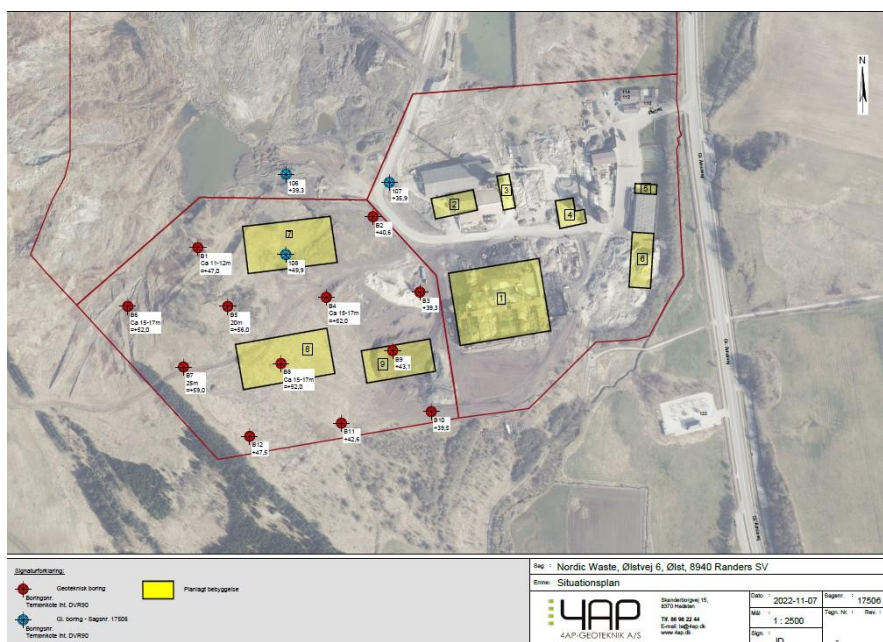 N
106
+39,3
107
+35,9
2
3
4
5
6
7
B2
+40,6
B1
Ca 11-12m
=+47,0
108
+49,9
B4
Ca 15-17m
=+52,0
B3
+39,3
1
B6
Ca 15-17m
=+52,0
B5
20m
=+56,0
8
9
B9
+43,1
B7
25m
=+59,0
B8
Ca 15-17m
=+52,0
B10
+39,5
B11
+42,6
B12
+47,5
Signaturforklaring:
Geoteknisk boring
Boringsnr.
Terrænkote iht. DVR90
Planlagt bebyggelse
Gl. boring - Sagsnr. 17506
Boringsnr.
Terrænkote iht. DVR90
Sag : Nordic Waste, Ølstvej 6, Ølst, 8940 Randers SV
Emne: Situationsplan
4AP
4AP-GEOTEKNIK A/S
Skanderborgvej 15,
8370 Hadsten
Tlf. 86 98 22 44
www.4ap.dk
Dato : 2022-11-07
Sagsnr. 17506
Mål : 1 : 2500
Tegn. Nr. :
Rev. :
Sign. :